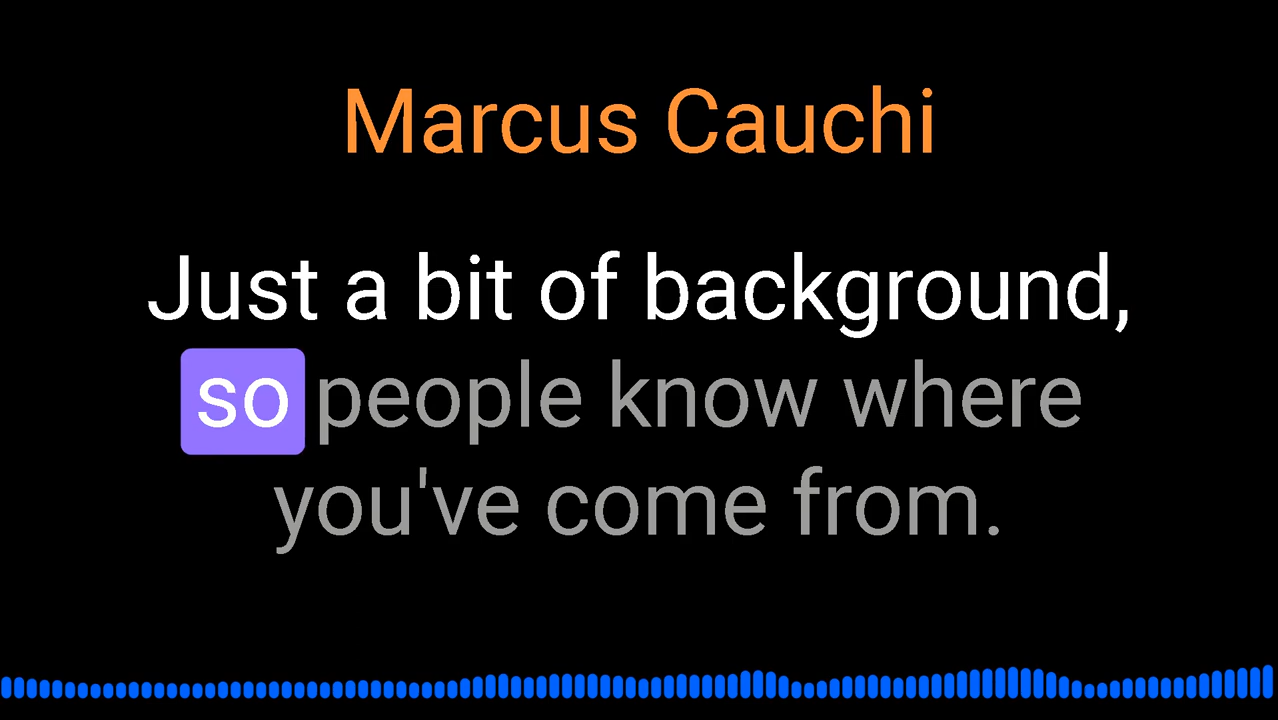 Marcus Cauchi
Just a bit of background,
so people know where
you've come from.